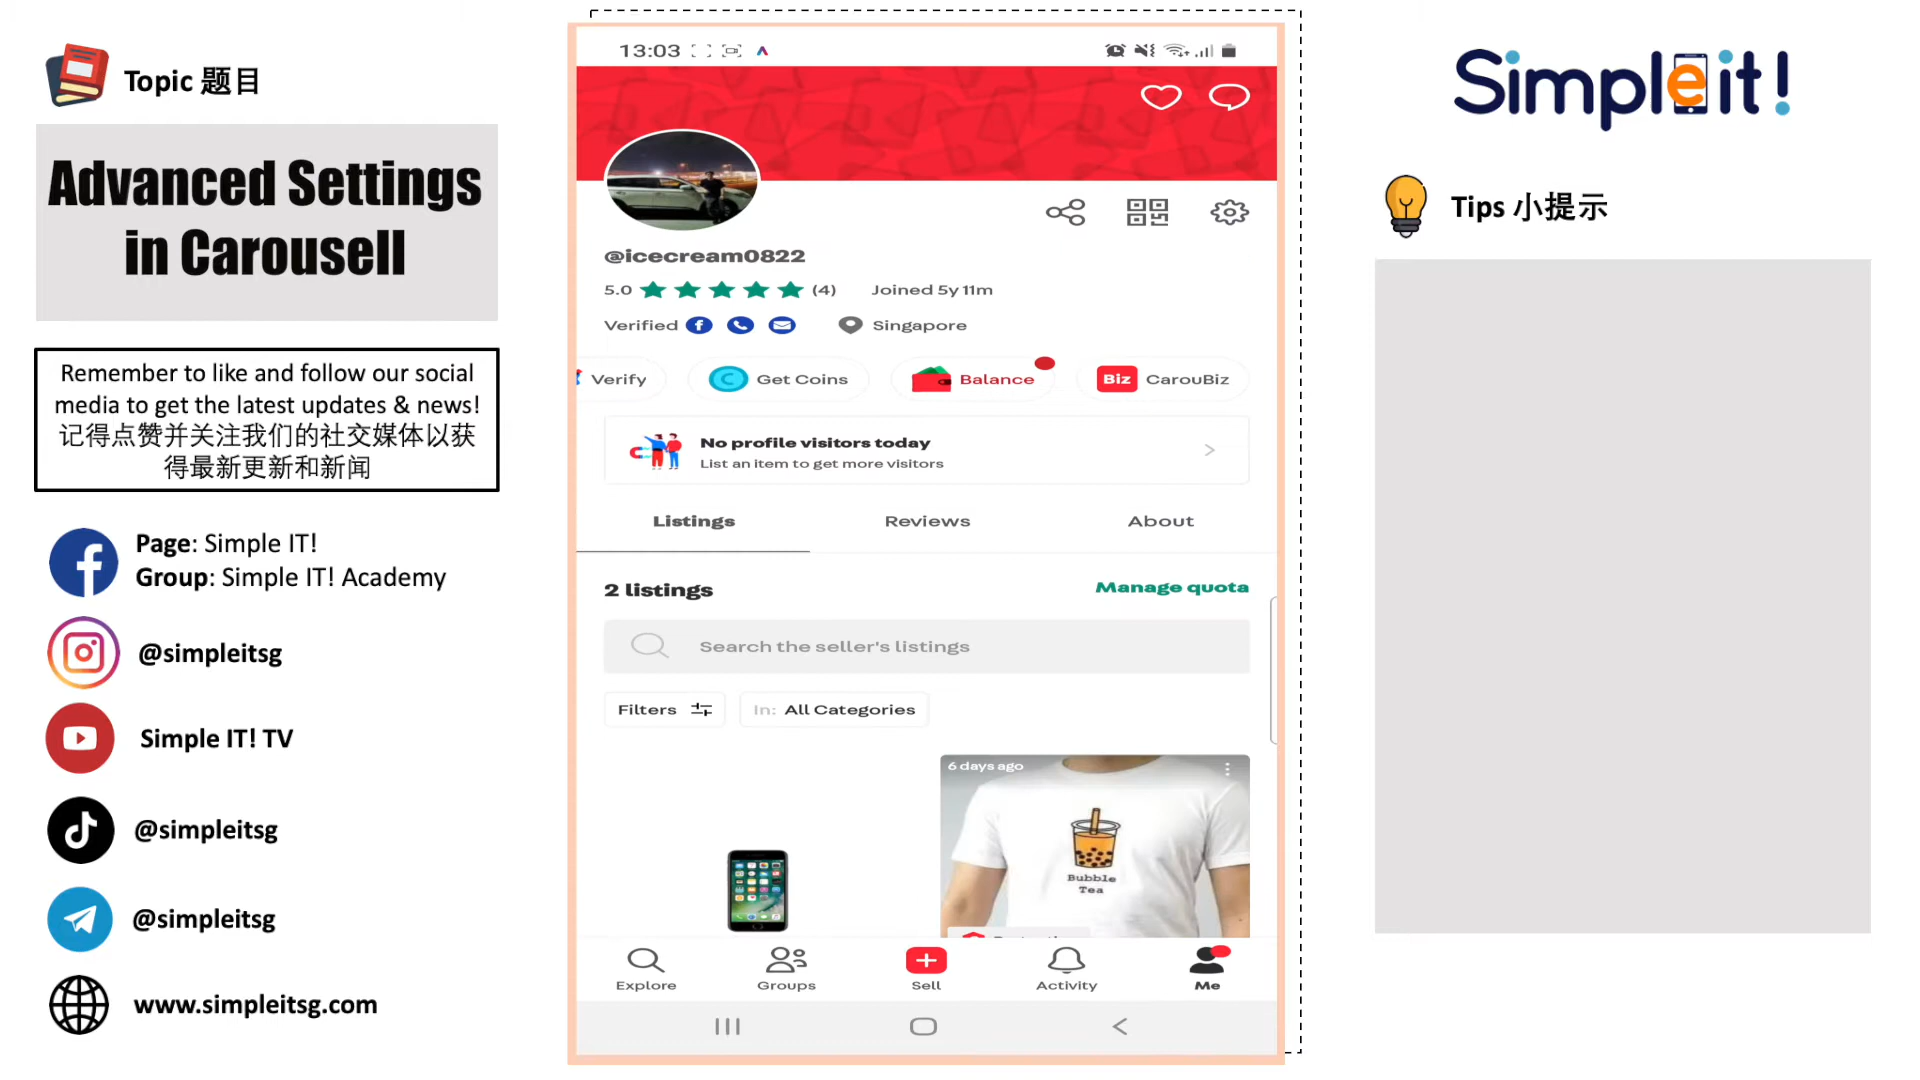 Topic 题目
Advanced Settings
in Carousell
Remember to like and follow our social
media to get the latest updates & news!
记得点赞并关注我们的社交媒体以获
得最新更新和新闻
Page: Simple IT!
Group: Simple IT! Academy
@simpleitsg
Simple IT! TV
@simpleitsg
@simpleitsg
www.simpleitsg.com
13:03
@icecream0822
5.0 (4) Joined 5y 11m
Verified Singapore
Verify Get Coins Balance Biz CarouBiz
No profile visitors today
List an item to get more visitors
Listings Reviews About
2 listings Manage quota
Search the seller's listings
Filters In: All Categories
6 days ago
Bubble
Tea
Explore Groups Sell Activity Me
Simpleit!
Tips 小提示